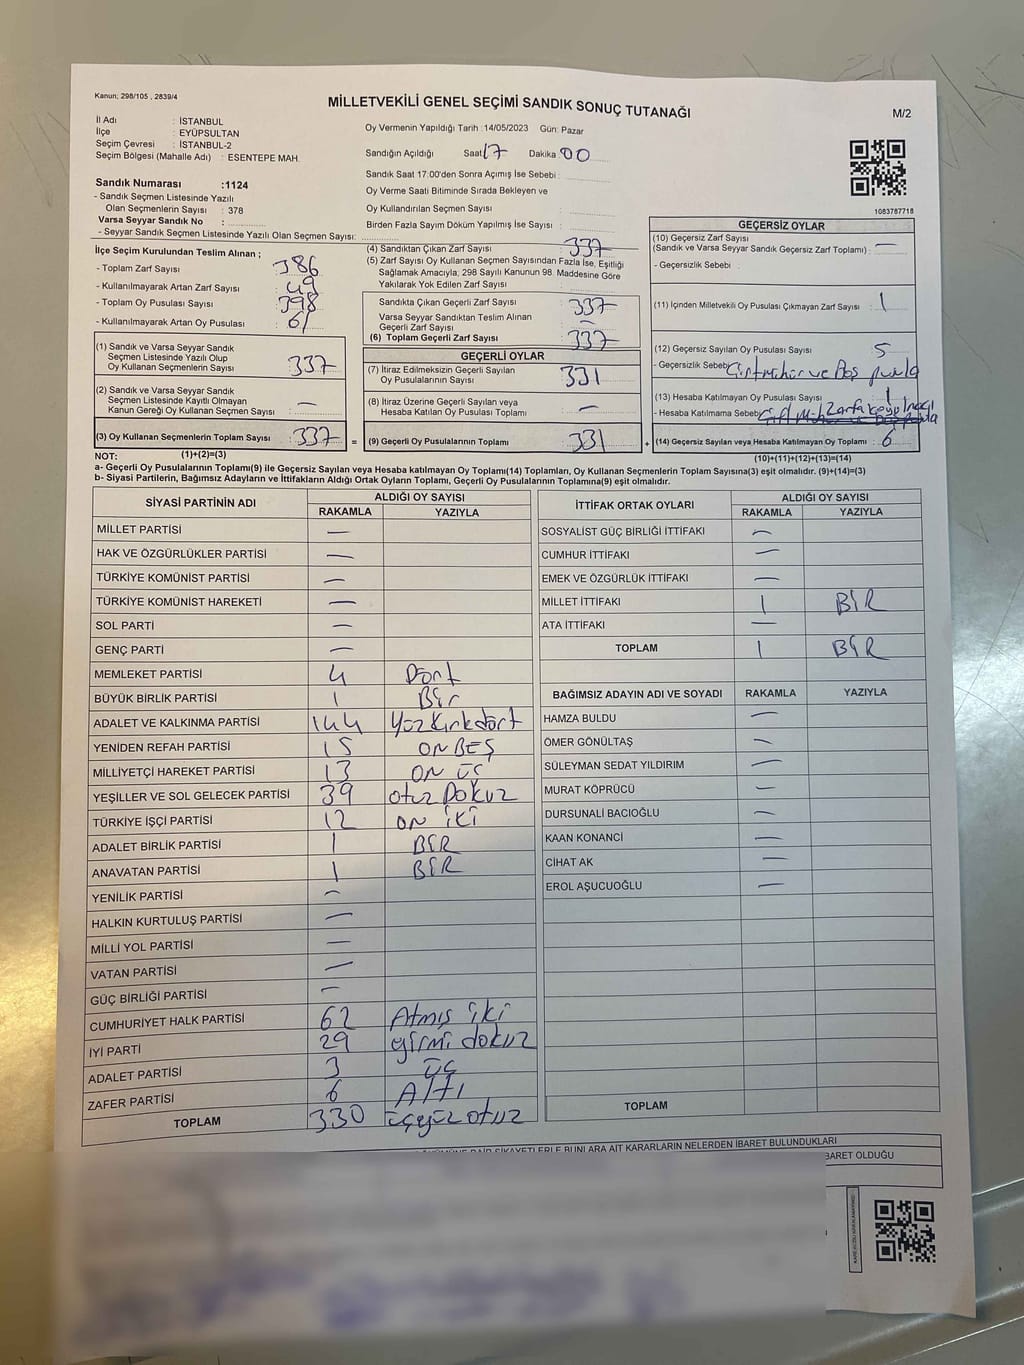 Kanun; 298/105 , 2839/4
MİLLETVEKİLİ GENEL SEÇİMİ SANDIK SONUÇ TUTANAĞI
M/2
İl Adı : İSTANBUL
İlçe : EYÜPSULTAN
Seçim Çevresi : İSTANBUL-2
Seçim Bölgesi (Mahalle Adı) : ESENTEPE MAH.
Oy Vermenin Yapıldığı Tarih :14/05/2023 Gün: Pazar
Sandığın Açıldığı Saat 17 Dakika 00
Sandık Saat 17:00'den Sonra Açımış İse Sebebi :
Oy Verme Saati Bitiminde Sırada Bekleyen ve
Oy Kullandırılan Seçmen Sayısı :
Birden Fazla Sayım Döküm Yapılmış İse Sayısı :
1083787718
Sandık Numarası :1124
- Sandık Seçmen Listesinde Yazılı
Olan Seçmenlerin Sayısı : 378
Varsa Seyyar Sandık No :
- Seyyar Sandık Seçmen Listesinde Yazılı Olan Seçmen Sayısı:
İlçe Seçim Kurulundan Teslim Alınan ;
- Toplam Zarf Sayısı 386
- Kullanılmayarak Artan Zarf Sayısı : 49
- Toplam Oy Pusulası Sayısı 398
- Kullanılmayarak Artan Oy Pusulası : 61
(1) Sandık ve Varsa Seyyar Sandık
Seçmen Listesinde Yazılı Olup
Oy Kullanan Seçmenlerin Sayısı : 337
(2) Sandık ve Varsa Seyyar Sandık
Seçmen Listesinde Kayıtlı Olmayan
Kanun Gereği Oy Kullanan Seçmen Sayısı : —
(3) Oy Kullanan Seçmenlerin Toplam Sayısı : 337 =
(4) Sandıktan Çıkan Zarf Sayısı : 337
(5) Zarf Sayısı Oy Kullanan Seçmen Sayısından Fazla İse, Eşitliği
Sağlamak Amacıyla; 298 Sayılı Kanunun 98. Maddesine Göre
Yakılarak Yok Edilen Zarf Sayısı :
Sandıkta Çıkan Geçerli Zarf Sayısı : 337
Varsa Seyyar Sandıktan Teslim Alınan
Geçerli Zarf Sayısı : —
(6) Toplam Geçerli Zarf Sayısı : 337
GEÇERLİ OYLAR
(7) İtiraz Edilmeksizin Geçerli Sayılan
Oy Pusulalarının Sayısı : 331
(8) İtiraz Üzerine Geçerli Sayılan veya
Hesaba Katılan Oy Pusulası Toplamı : —
(9) Geçerli Oy Pusulalarının Toplamı : 331 +
GEÇERSİZ OYLAR
(10) Geçersiz Zarf Sayısı
(Sandık ve Varsa Seyyar Sandık Geçersiz Zarf Toplamı) : —
- Geçersizlik Sebebi :
(11) İçinden Milletvekili Oy Pusulası Çıkmayan Zarf Sayısı : 1
(12) Geçersiz Sayılan Oy Pusulası Sayısı : 5
- Geçersizlik Sebebi Çift mühür ve Boş pusula
(13) Hesaba Katılmayan Oy Pusulası Sayısı : 1
- Hesaba Katılmama Sebebi
(14) Geçersiz Sayılan veya Hesaba Katılmayan Oy Toplamı : 6
NOT: (1)+(2)=(3)
(10)+(11)+(12)+(13)=(14)
a- Geçerli Oy Pusulalarının Toplamı(9) ile Geçersiz Sayılan veya Hesaba katılmayan Oy Toplamı(14) Toplamları, Oy Kullanan Seçmenlerin Toplam Sayısına(3) eşit olmalıdır. (9)+(14)=(3)
b- Siyasi Partilerin, Bağımsız Adayların ve İttifakların Aldığı Ortak Oyların Toplamı, Geçerli Oy Pusulalarının Toplamına(9) eşit olmalıdır.
SİYASİ PARTİNİN ADI ALDIĞI OY SAYISI
RAKAMLA YAZIYLA
MİLLET PARTİSİ —
HAK VE ÖZGÜRLÜKLER PARTİSİ —
TÜRKİYE KOMÜNİST PARTİSİ —
TÜRKİYE KOMÜNİST HAREKETİ —
SOL PARTİ —
GENÇ PARTİ —
MEMLEKET PARTİSİ 4 Dört
BÜYÜK BİRLİK PARTİSİ 1 Bir
ADALET VE KALKINMA PARTİSİ 144 Yüz Kırkdört
YENİDEN REFAH PARTİSİ 15 ON BEŞ
MİLLİYETÇİ HAREKET PARTİSİ 13 ON ÜÇ
YEŞİLLER VE SOL GELECEK PARTİSİ 39 otuz Dokuz
TÜRKİYE İŞÇİ PARTİSİ 12 ON iKi
ADALET BİRLİK PARTİSİ 1 BİR
ANAVATAN PARTİSİ 1 BİR
YENİLİK PARTİSİ —
HALKIN KURTULUŞ PARTİSİ —
MİLLİ YOL PARTİSİ —
VATAN PARTİSİ —
GÜÇ BİRLİĞİ PARTİSİ —
CUMHURİYET HALK PARTİSİ 62 Atmış iki
İYİ PARTİ 29 yirmi dokuz
ADALET PARTİSİ 3 üç
ZAFER PARTİSİ 6 Altı
TOPLAM 330 üçyüz otuz
İTTİFAK ORTAK OYLARI ALDIĞI OY SAYISI
RAKAMLA YAZIYLA
SOSYALİST GÜÇ BİRLİĞİ İTTİFAKI —
CUMHUR İTTİFAKI —
EMEK VE ÖZGÜRLÜK İTTİFAKI —
MİLLET İTTİFAKI 1 BİR
ATA İTTİFAKI —
TOPLAM 1 BİR
BAĞIMSIZ ADAYIN ADI VE SOYADI RAKAMLA YAZIYLA
HAMZA BULDU —
ÖMER GÖNÜLTAŞ —
SÜLEYMAN SEDAT YILDIRIM —
MURAT KÖPRÜCÜ —
DURSUNALİ BACIOĞLU —
KAAN KONANCI —
CİHAT AK —
EROL AŞUCUOĞLU —
TOPLAM
BUNLARA AİT KARARLARIN NELERDEN İBARET BULUNDUKLARI
BARET OLDUĞU